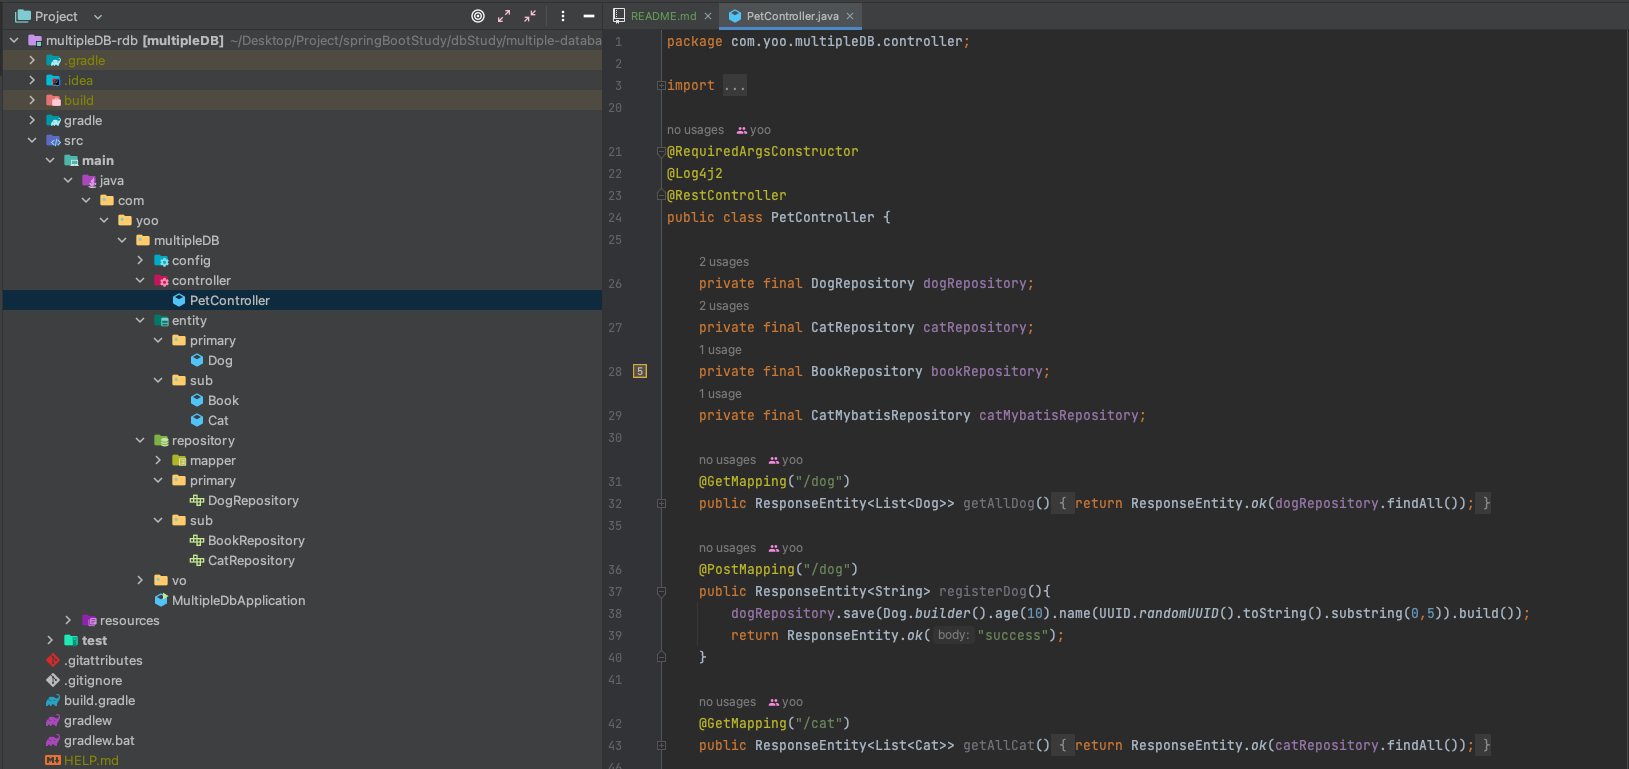 Project
multipleDB-rdb [multipleDB] ~/Desktop/Project/springBootStudy/dbStudy/multiple-databa
.gradle
.idea
build
gradle
src
main
java
com
yoo
multipleDB
config
controller
PetController
entity
primary
Dog
sub
Book
Cat
repository
mapper
primary
DogRepository
sub
BookRepository
CatRepository
vo
MultipleDbApplication
resources
test
.gitattributes
.gitignore
build.gradle
gradlew
gradlew.bat
HELP.md
README.md PetController.java
1 package com.yoo.multipleDB.controller;
2
3 import ...
20
no usages yoo
21 @RequiredArgsConstructor
22 @Log4j2
23 @RestController
24 public class PetController {
25
2 usages
26 private final DogRepository dogRepository;
2 usages
27 private final CatRepository catRepository;
1 usage
28 5 private final BookRepository bookRepository;
1 usage
29 private final CatMybatisRepository catMybatisRepository;
30
no usages yoo
31 @GetMapping("/dog")
32 public ResponseEntity<List<Dog>> getAllDog() { return ResponseEntity.ok(dogRepository.findAll()); }
35
no usages yoo
36 @PostMapping("/dog")
37 public ResponseEntity<String> registerDog(){
38 dogRepository.save(Dog.builder().age(10).name(UUID.randomUUID().toString().substring(0,5)).build());
39 return ResponseEntity.ok( body: "success");
40 }
41
no usages yoo
42 @GetMapping("/cat")
43 public ResponseEntity<List<Cat>> getAllCat() { return ResponseEntity.ok(catRepository.findAll()); }
46